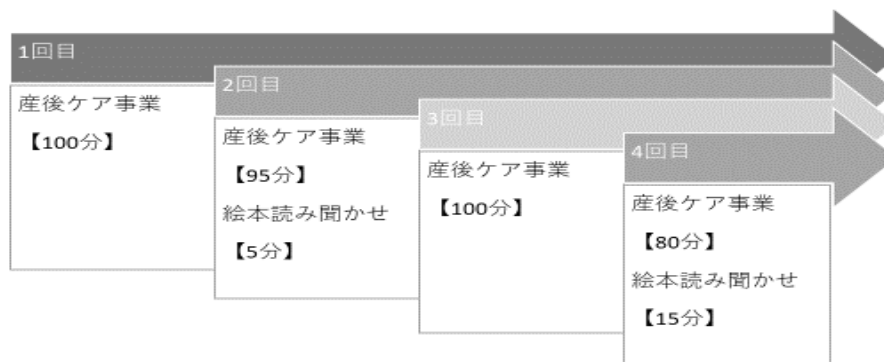 1回目
産後ケア事業
【100分】
2回目
産後ケア事業
【95分】
絵本読み聞かせ
【5分】
3回目
産後ケア事業
【100分】
4回目
産後ケア事業
【80分】
絵本読み聞かせ
【15分】